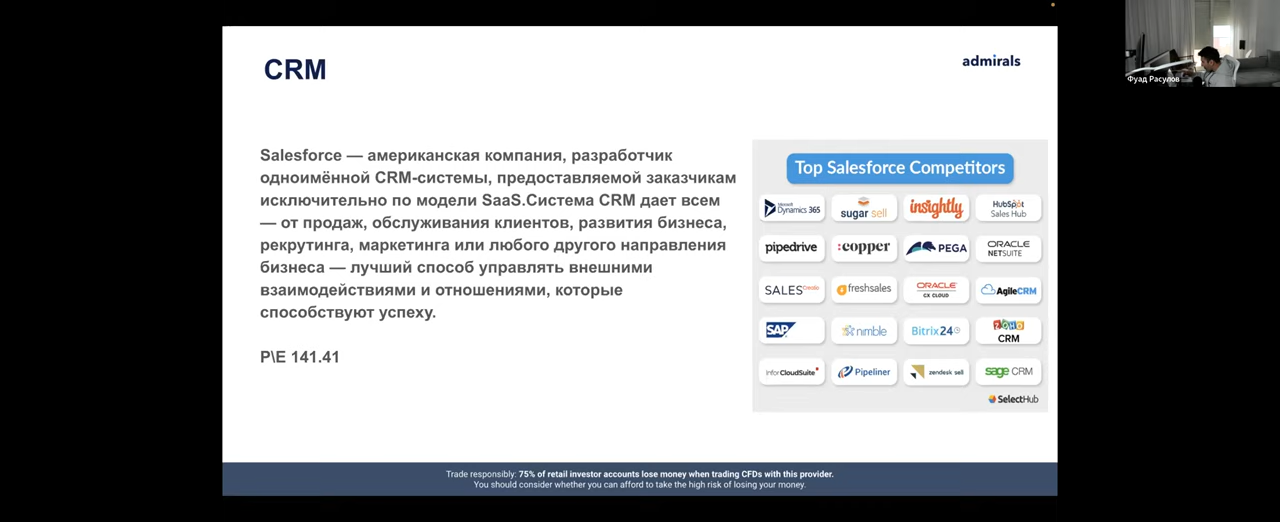 CRM
admirals
Salesforce — американская компания, разработчик
одноимённой CRM-системы, предоставляемой заказчикам
исключительно по модели SaaS.Система CRM дает всем
— от продаж, обслуживания клиентов, развития бизнеса,
рекрутинга, маркетинга или любого другого направления
бизнеса — лучший способ управлять внешними
взаимодействиями и отношениями, которые
способствуют успеху.
P\E 141.41
Top Salesforce Competitors
Microsoft
Dynamics 365
sugar sell
insightly
HubSpot
Sales Hub
pipedrive
:copper
PEGA
ORACLE
NETSUITE
SALESCreatio
freshsales
ORACLE
CX CLOUD
AgileCRM
SAP
nimble
Bitrix24
ZOHO
CRM
infor CloudSuite
Pipeliner
zendesk sell
sage CRM
SelectHub
Trade responsibly: 75% of retail investor accounts lose money when trading CFDs with this provider.
You should consider whether you can afford to take the high risk of losing your money.
Фуад Расулов